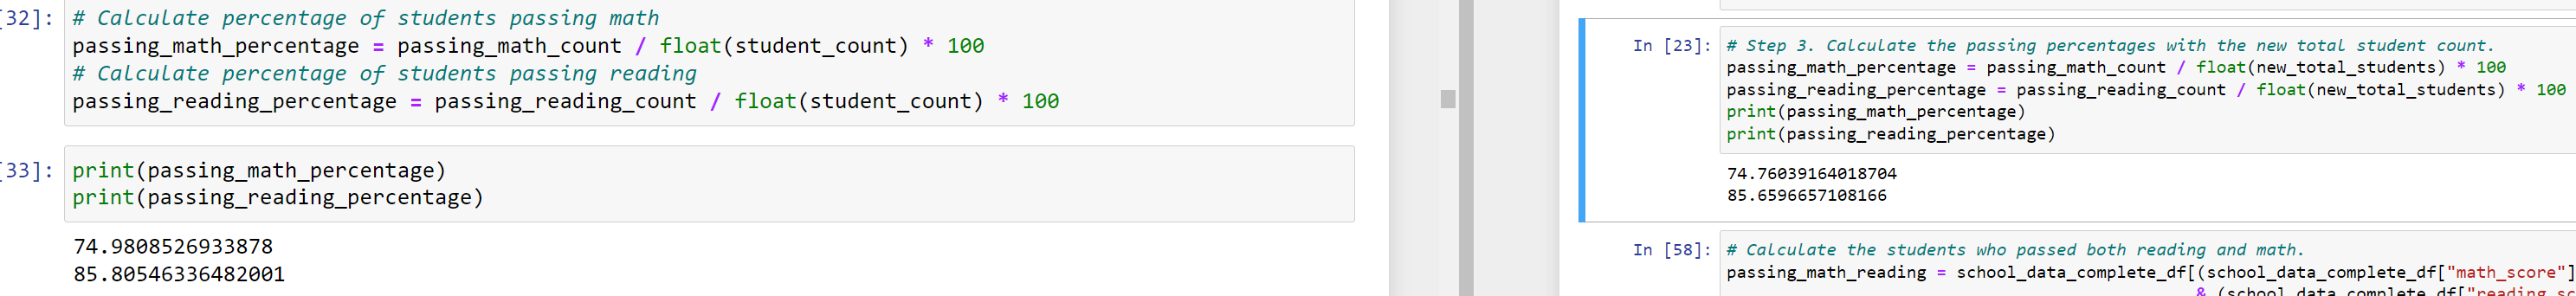 [32]: # Calculate percentage of students passing math
passing_math_percentage = passing_math_count / float(student_count) * 100
# Calculate percentage of students passing reading
passing_reading_percentage = passing_reading_count / float(student_count) * 100
[33]: print(passing_math_percentage)
print(passing_reading_percentage)
74.9808526933878
85.80546336482001
In [23]: # Step 3. Calculate the passing percentages with the new total student count.
passing_math_percentage = passing_math_count / float(new_total_students) * 100
passing_reading_percentage = passing_reading_count / float(new_total_students) * 100
print(passing_math_percentage)
print(passing_reading_percentage)
74.76039164018704
85.6596657108166
In [58]: # Calculate the students who passed both reading and math.
passing_math_reading = school_data_complete_df[(school_data_complete_df["math_score"]
& (school_data_complete_df["reading_sc